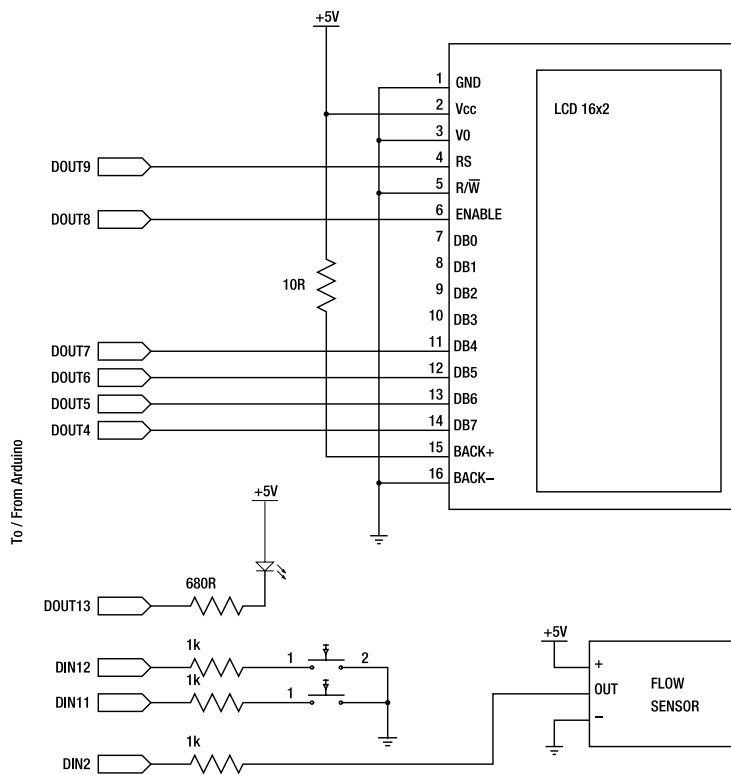 +5V
1 GND
2 Vcc
LCD 16x2
3 V0
DOUT9
4 RS
5 R/W̅
DOUT8
6 ENABLE
7 DB0
8 DB1
10R
9 DB2
10 DB3
DOUT7
11 DB4
DOUT6
12 DB5
DOUT5
13 DB6
DOUT4
14 DB7
15 BACK+
16 BACK−
To / From Arduino
+5V
680R
DOUT13
1k
DIN12
1 2
1k
DIN11
1
+5V
+
OUT
−
FLOW
SENSOR
1k
DIN2